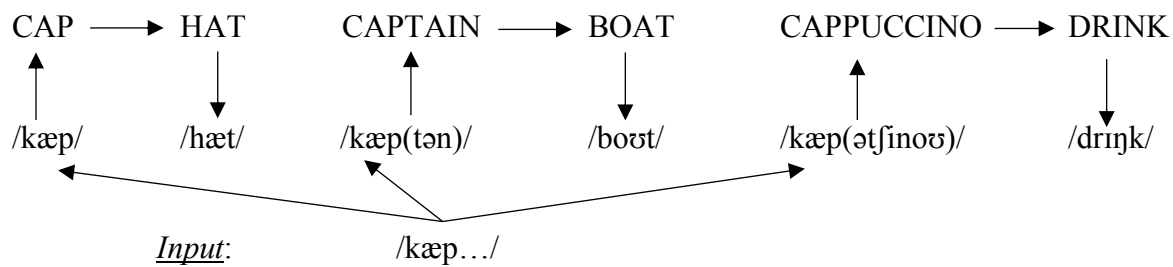 CAP HAT CAPTAIN BOAT CAPPUCCINO DRINK
/kæp/ /hæt/ /kæp(tən)/ /boʊt/ /kæp(ətʃinoʊ)/ /drɪŋk/
Input: /kæp…/